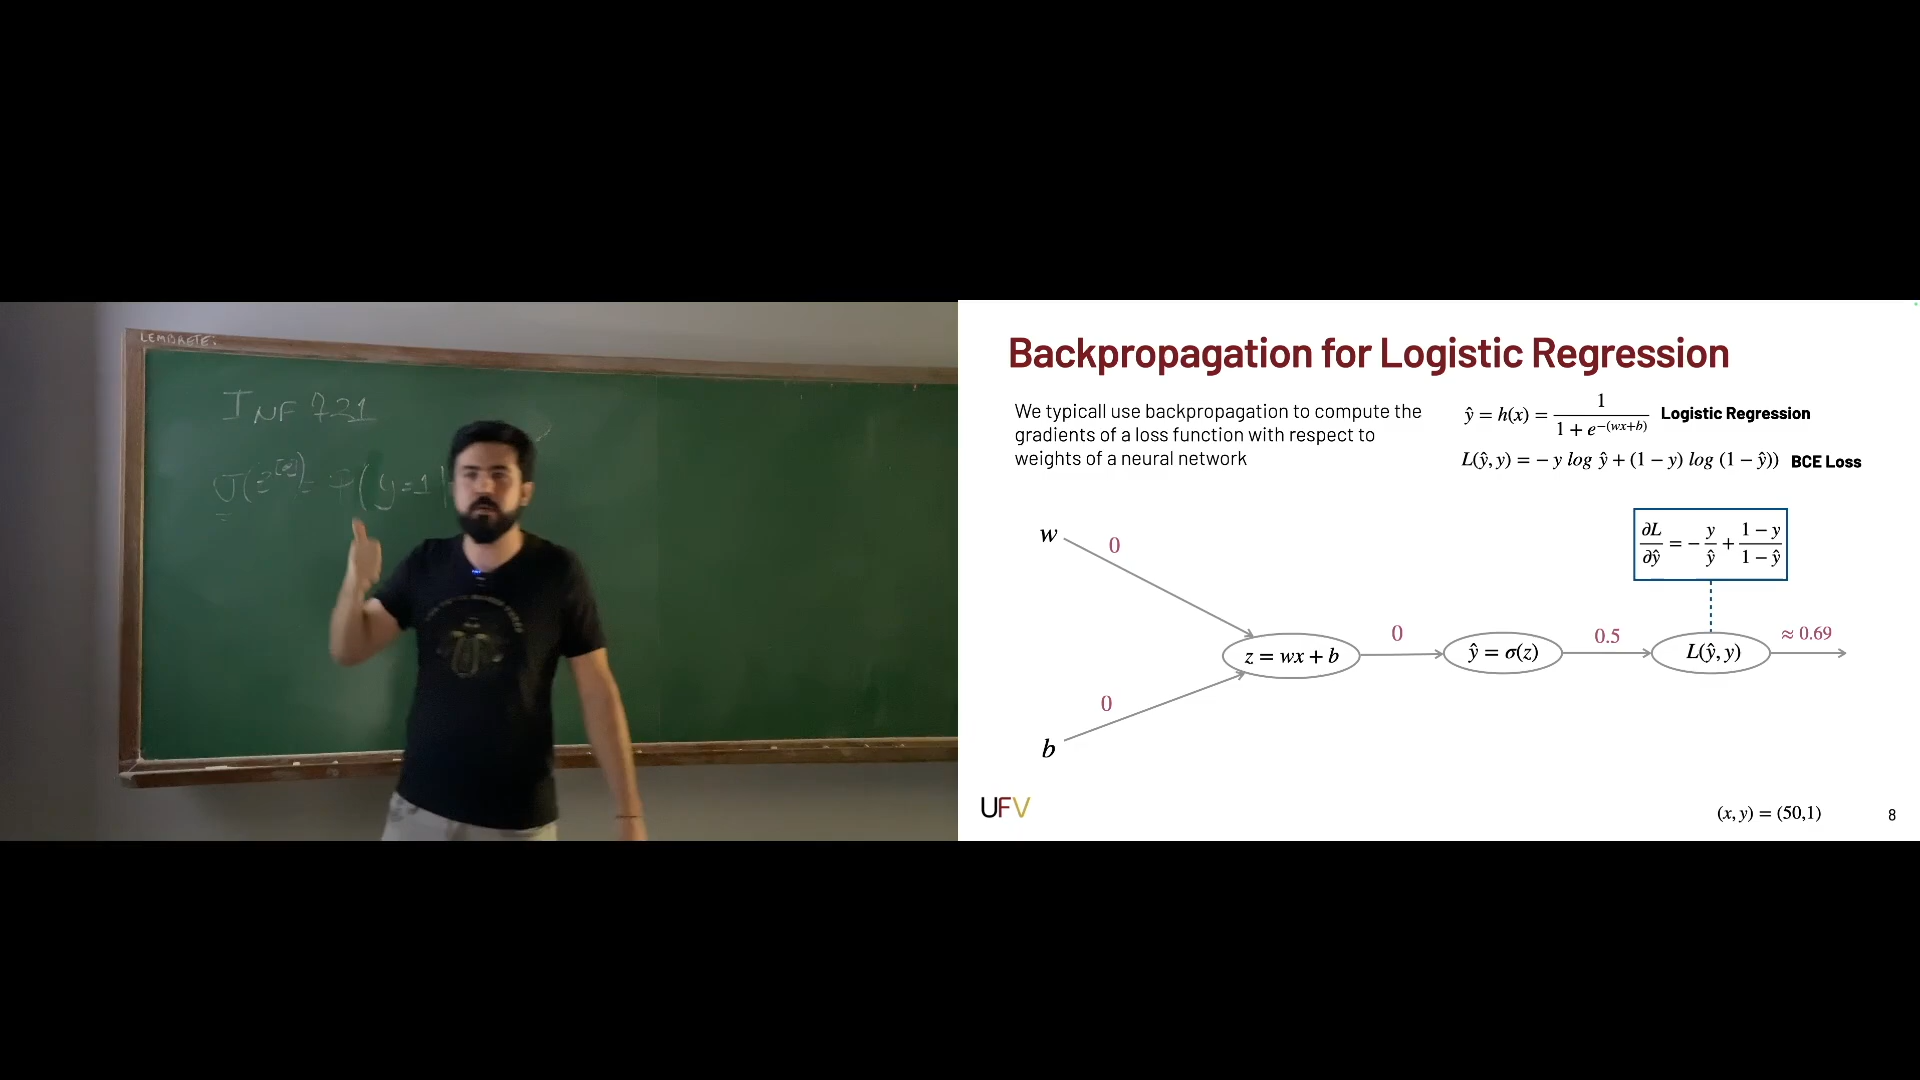 LEMBRETE:
INF 721
P(y=1|
Backpropagation for Logistic Regression
We typicall use backpropagation to compute the
gradients of a loss function with respect to
weights of a neural network
ŷ = h(x) = 1 / (1 + e^−(wx+b)) Logistic Regression
L(ŷ, y) = − y log ŷ + (1 − y) log (1 − ŷ)) BCE Loss
∂L/∂ŷ = − y/ŷ + (1 − y)/(1 − ŷ)
w
0
z = wx + b
0
ŷ = σ(z)
0.5
L(ŷ, y)
≈ 0.69
0
b
UFV
(x, y) = (50,1)
8